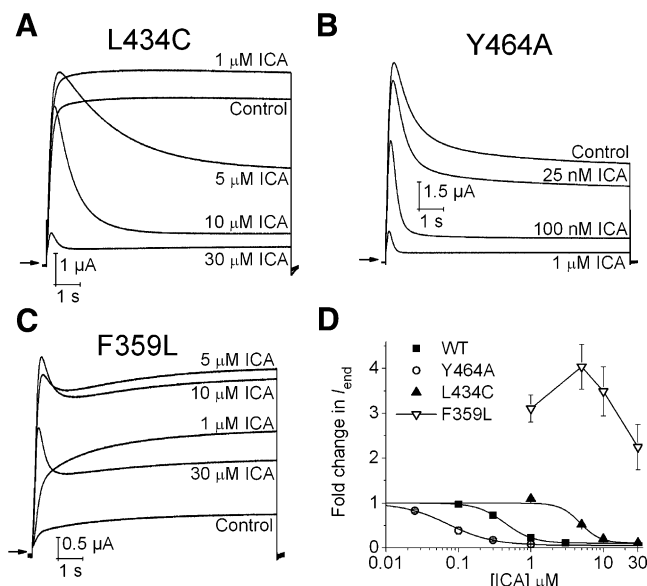 A
L434C
1 μM ICA
Control
5 μM ICA
10 μM ICA
30 μM ICA
1 μA
1 s
B
Y464A
Control
25 nM ICA
1.5 μA
1 s
100 nM ICA
1 μM ICA
C
F359L
5 μM ICA
10 μM ICA
1 μM ICA
30 μM ICA
Control
0.5 μA
1 s
D
WT
Y464A
L434C
F359L
Fold change in Iend
4
3
2
1
0
0.01 0.1 1 10 30
[ICA] μM